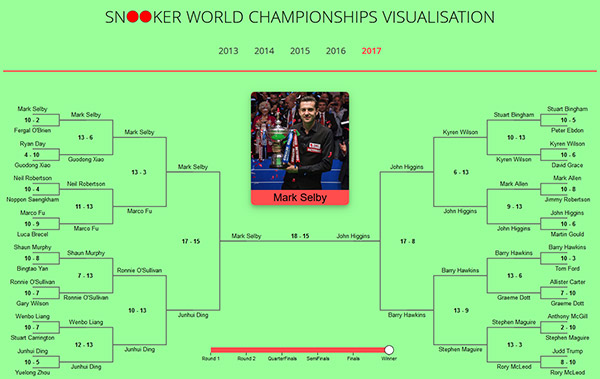 SN●●KER WORLD CHAMPIONSHIPS VISUALISATION
2013 2014 2015 2016 2017
Mark Selby
10 - 2
Fergal O'Brien
Ryan Day
4 - 10
Guodong Xiao
Neil Robertson
10 - 4
Noppon Saengkham
Marco Fu
10 - 9
Luca Brecel
Shaun Murphy
10 - 8
Bingtao Yan
Ronnie O'Sullivan
10 - 7
Gary Wilson
Wenbo Liang
10 - 7
Stuart Carrington
Junhui Ding
10 - 5
Yuelong Zhou
Mark Selby
13 - 6
Guodong Xiao
Neil Robertson
11 - 13
Marco Fu
Shaun Murphy
7 - 13
Ronnie O'Sullivan
Wenbo Liang
12 - 13
Junhui Ding
Mark Selby
13 - 3
Marco Fu
Ronnie O'Sullivan
10 - 13
Junhui Ding
Mark Selby
17 - 15
Junhui Ding
Mark Selby
Mark Selby
18 - 15
John Higgins
John Higgins
17 - 8
Barry Hawkins
Kyren Wilson
6 - 13
John Higgins
Barry Hawkins
13 - 9
Stephen Maguire
Stuart Bingham
10 - 13
Kyren Wilson
Mark Allen
9 - 13
John Higgins
Barry Hawkins
13 - 6
Graeme Dott
Stephen Maguire
13 - 3
Rory McLeod
Stuart Bingham
10 - 5
Peter Ebdon
Kyren Wilson
10 - 6
David Grace
Mark Allen
10 - 8
Jimmy Robertson
John Higgins
10 - 6
Martin Gould
Barry Hawkins
10 - 3
Tom Ford
Allister Carter
7 - 10
Graeme Dott
Anthony McGill
2 - 10
Stephen Maguire
Judd Trump
8 - 10
Rory McLeod
Round 1 Round 2 QuarterFinals SemiFinals Finals Winner